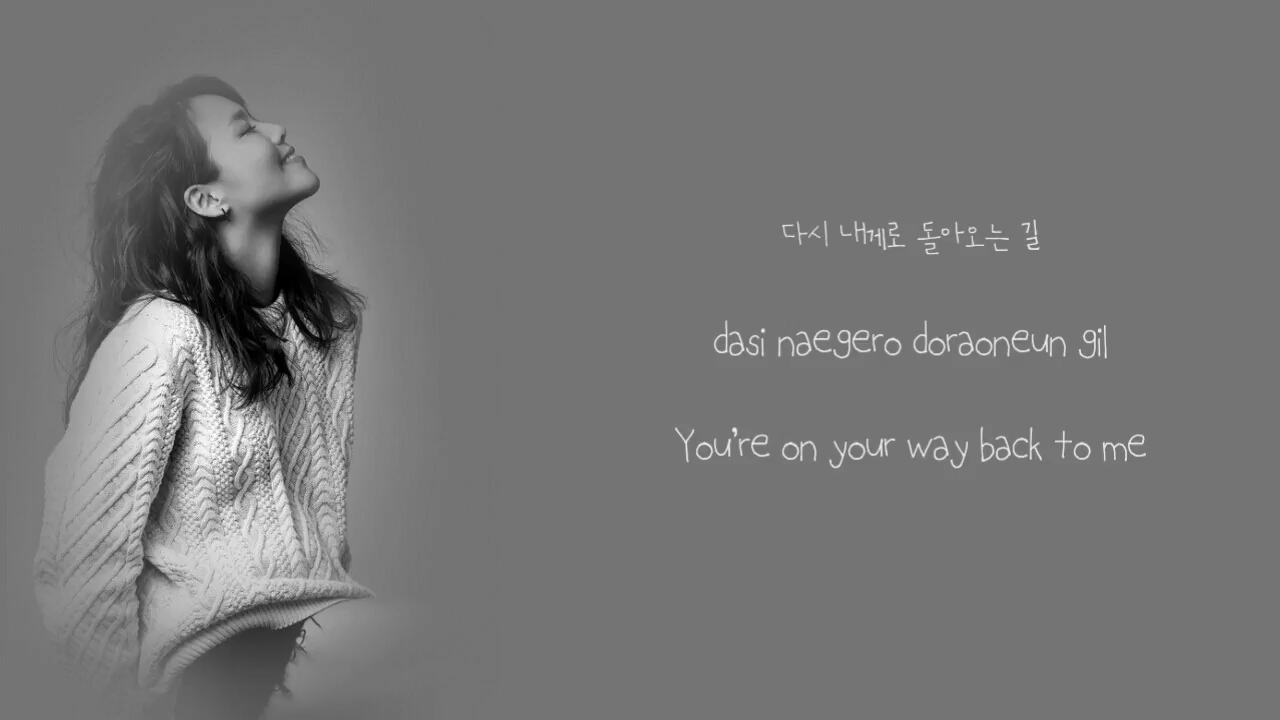 다시 내게로 돌아오는 길
dasi naegero doraoneun gil
You're on your way back to me